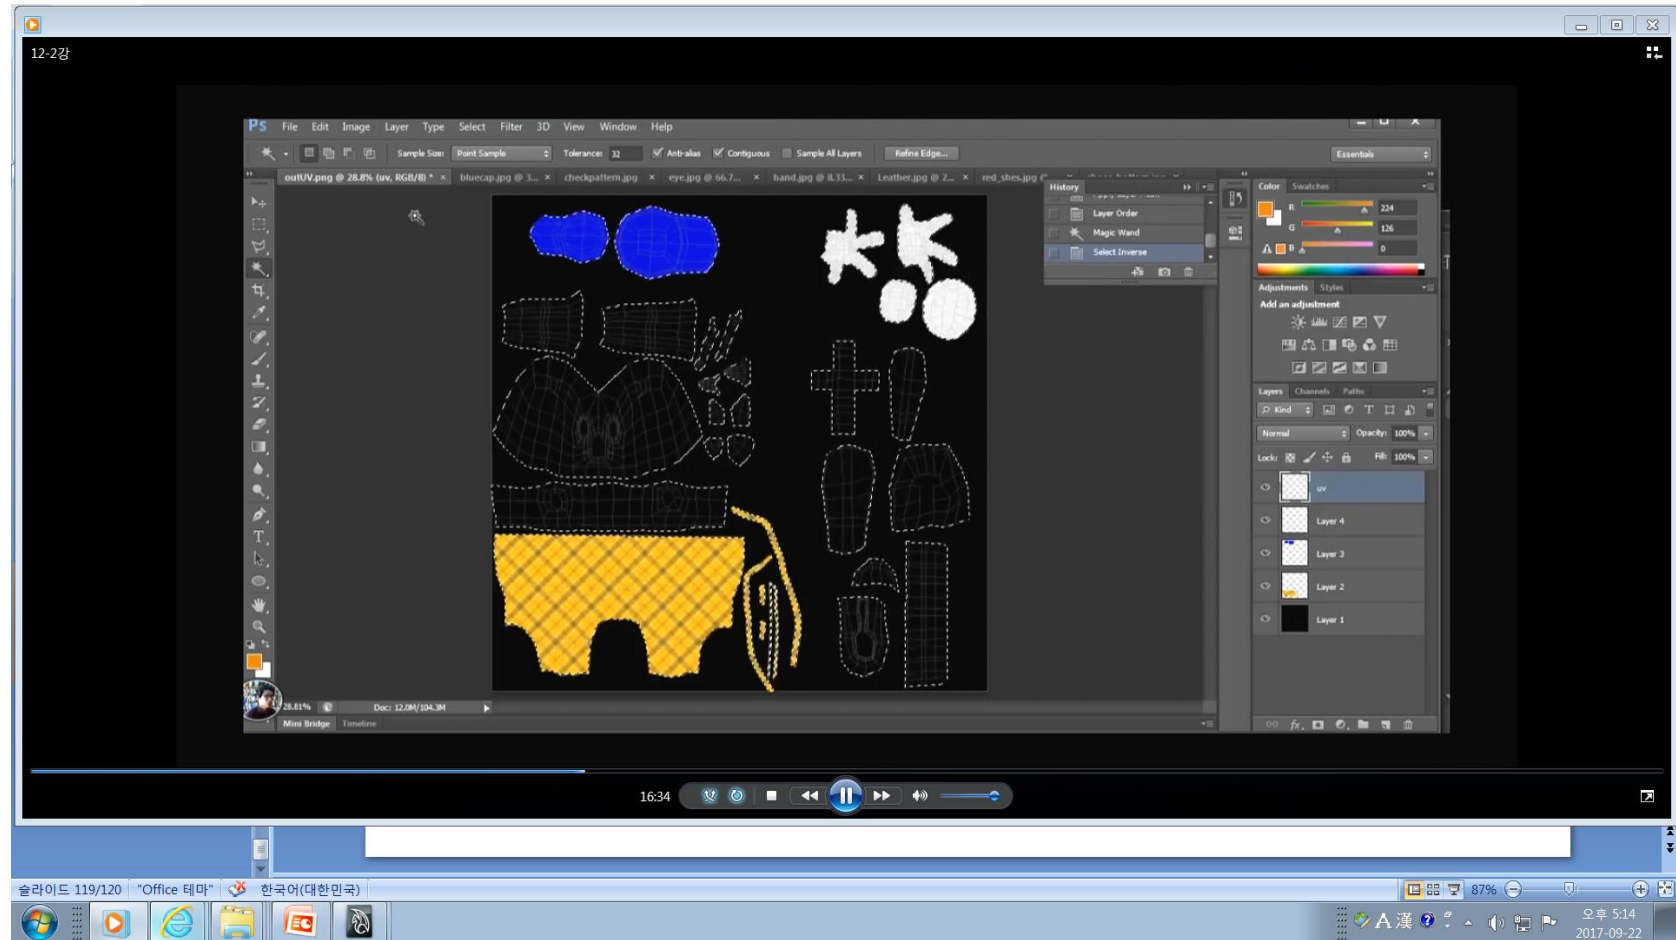 12-2강
Ps File Edit Image Layer Type Select Filter 3D View Window Help
Sample Size: Point Sample Tolerance: 32 Anti-alias Contiguous Sample All Layers Refine Edge... Essentials
outUV.png @ 28.8% (uv, RGB/8) * × bluecap.jpg @ 3... × checkpattern.jpg × eye.jpg @ 66.7... × hand.jpg @ 8.33... × Leather.jpg @ 2... × red_shes.jpg
History
Layer Order
Magic Wand
Select Inverse
Color Swatches
R 224
G 126
B 0
Adjustments Styles
Add an adjustment
Layers Channels Paths
Kind
Normal Opacity: 100%
Lock: Fill: 100%
uv
Layer 4
Layer 3
Layer 2
Layer 1
28.81% Doc: 12.0M/104.3M
Mini Bridge Timeline
16:34
슬라이드 119/120 "Office 테마" 한국어(대한민국) 87%
A 漢 오후 5:14
2017-09-22